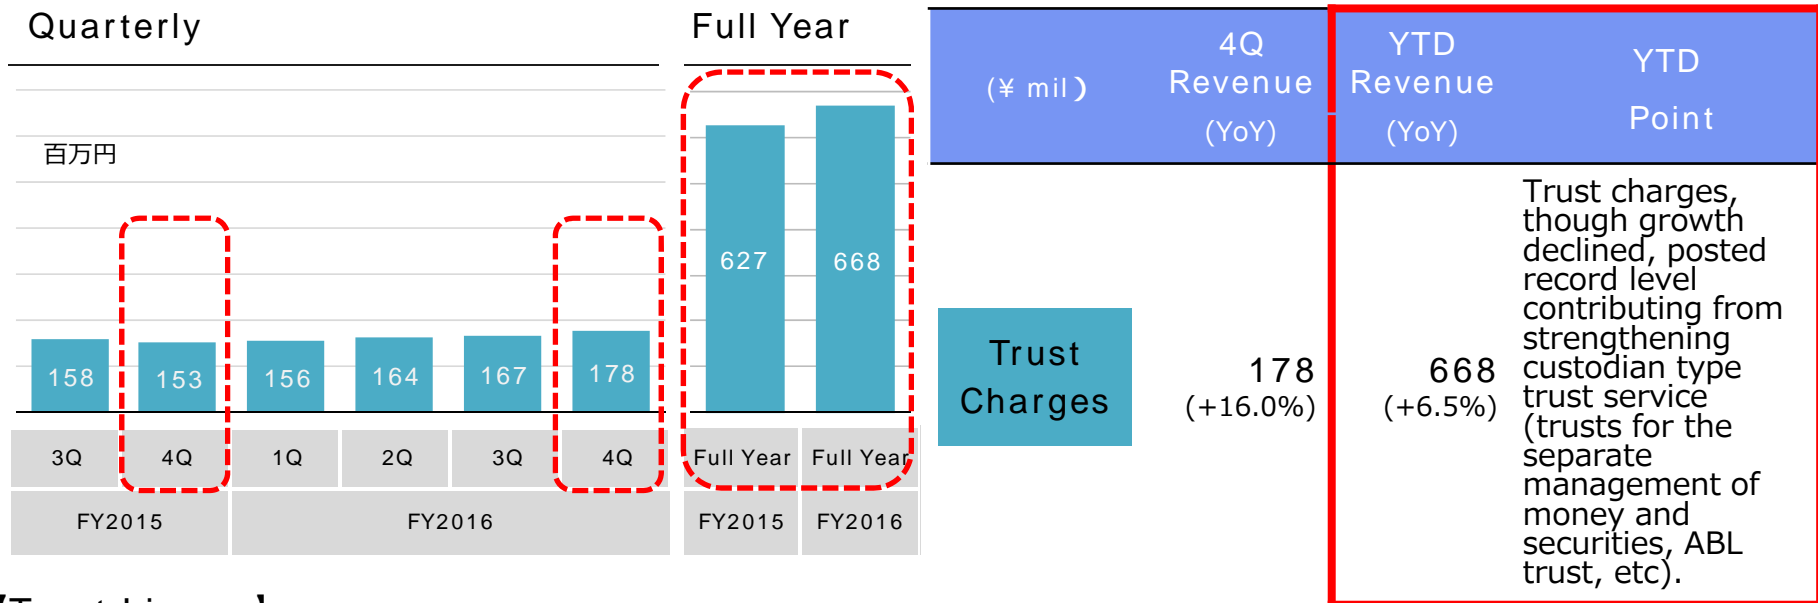 Quarterly
Full Year
百万円
158
153
156
164
167
178
627
668
3Q
4Q
1Q
2Q
3Q
4Q
Full Year
Full Year
FY2015
FY2016
FY2015
FY2016
(¥ mil)
4Q
Revenue
(YoY)
YTD
Revenue
(YoY)
YTD
Point
Trust
Charges
178
(+16.0%)
668
(+6.5%)
Trust charges,
though growth
declined, posted
record level
contributing from
strengthening
custodian type
trust service
(trusts for the
separate
management of
money and
securities, ABL
trust, etc).